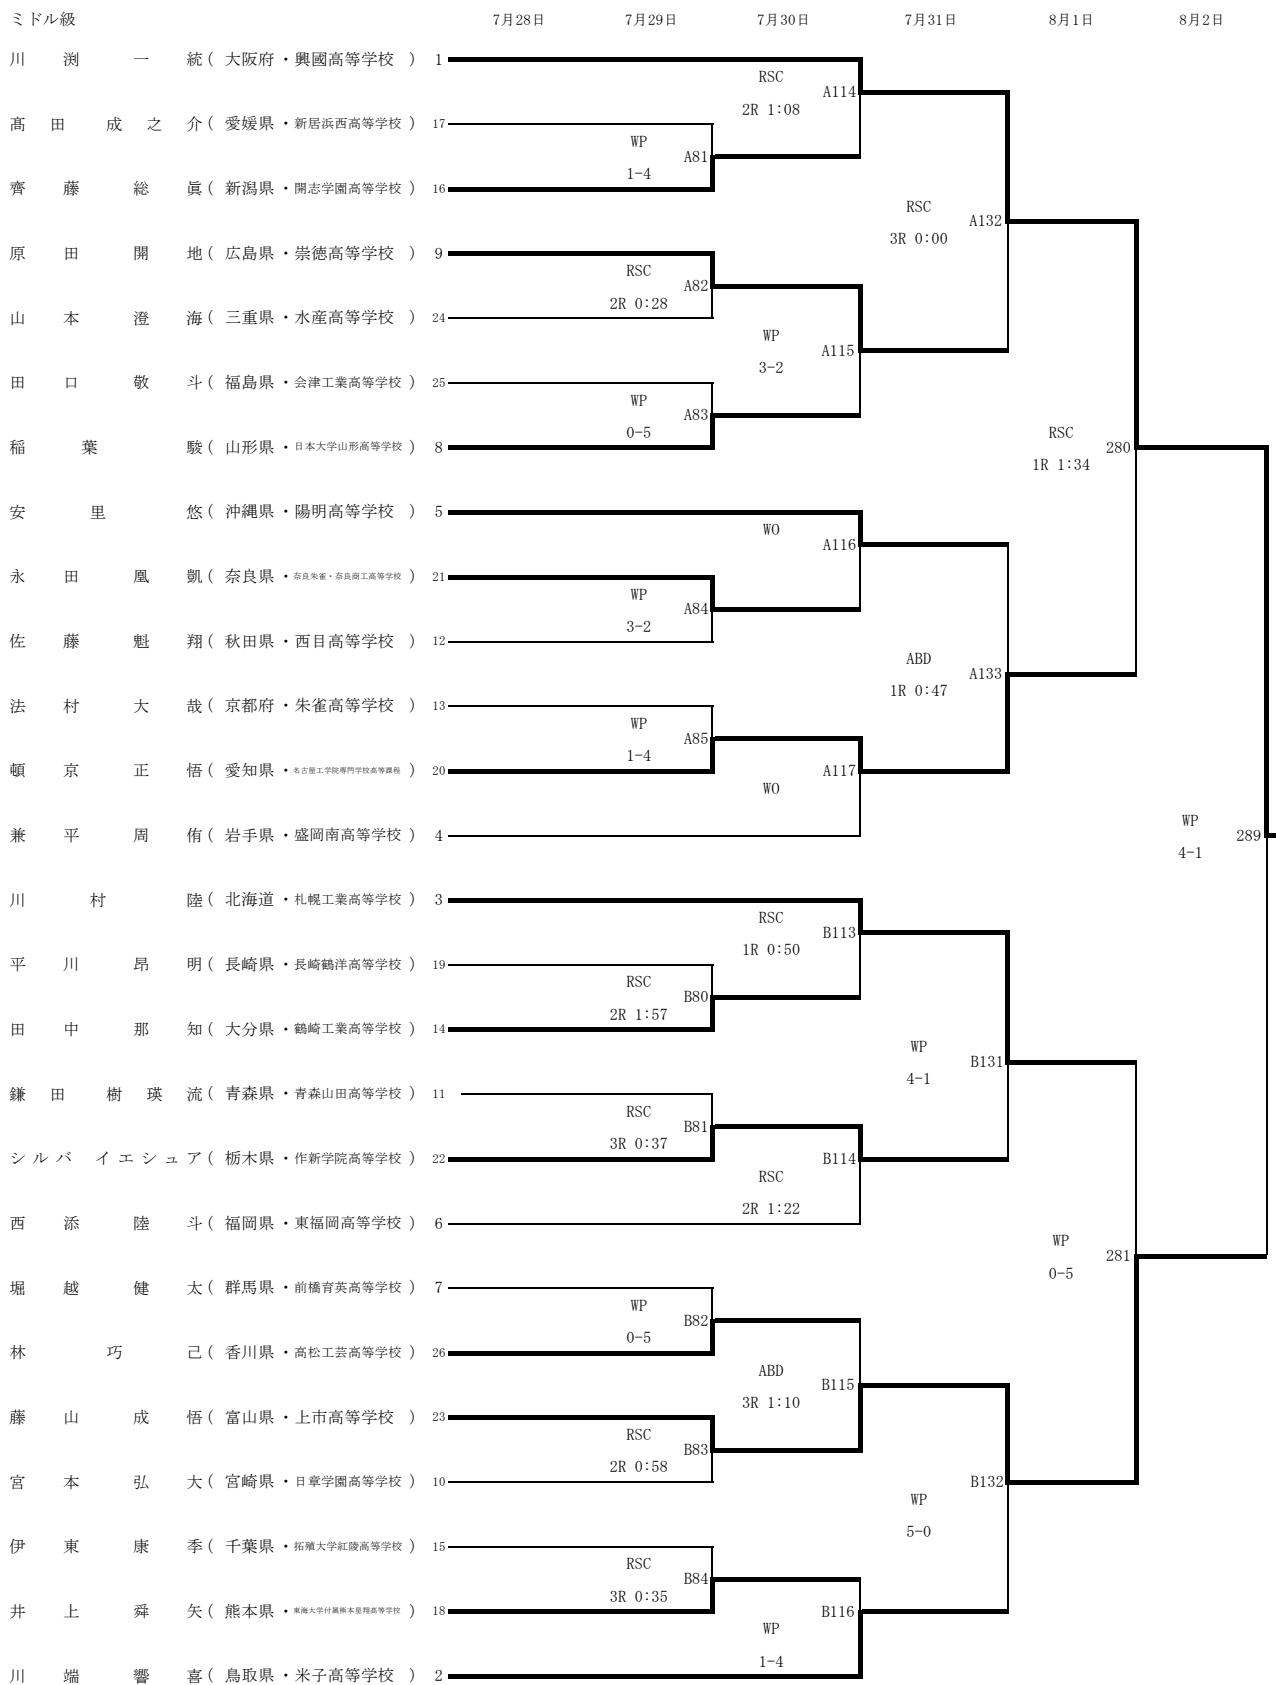 ミドル級 7月28日 7月29日 7月30日 7月31日 8月1日 8月2日
川渕一統 ( 大阪府 ・ 興國高等学校 ) 1
RSC
A114
2R 1:08
髙田成之介 ( 愛媛県 ・ 新居浜西高等学校 ) 17
WP
A81
1-4
齊藤総眞 ( 新潟県 ・ 開志学園高等学校 ) 16
RSC
A132
3R 0:00
原田開地 ( 広島県 ・ 崇徳高等学校 ) 9
RSC
A82
2R 0:28
山本澄海 ( 三重県 ・ 水産高等学校 ) 24
WP
A115
3-2
田口敬斗 ( 福島県 ・ 会津工業高等学校 ) 25
WP
A83
0-5
稲葉駿 ( 山形県 ・ 日本大学山形高等学校 ) 8
RSC
280
1R 1:34
安里悠 ( 沖縄県 ・ 陽明高等学校 ) 5
WO
A116
永田凰凱 ( 奈良県 ・ 奈良朱雀・奈良商工高等学校 ) 21
WP
A84
3-2
佐藤魁翔 ( 秋田県 ・ 西目高等学校 ) 12
ABD
A133
1R 0:47
法村大哉 ( 京都府 ・ 朱雀高等学校 ) 13
WP
A85
1-4
頓京正悟 ( 愛知県 ・ 名古屋工学院専門学校高等課程 ) 20
A117
WO
兼平周侑 ( 岩手県 ・ 盛岡南高等学校 ) 4
WP
289
4-1
川村陸 ( 北海道 ・ 札幌工業高等学校 ) 3
RSC
B113
1R 0:50
平川昂明 ( 長崎県 ・ 長崎鶴洋高等学校 ) 19
RSC
B80
2R 1:57
田中那知 ( 大分県 ・ 鶴崎工業高等学校 ) 14
WP
B131
4-1
鎌田樹瑛流 ( 青森県 ・ 青森山田高等学校 ) 11
RSC
B81
3R 0:37
シルバ イエシュア ( 栃木県 ・ 作新学院高等学校 ) 22
B114
RSC
2R 1:22
西添陸斗 ( 福岡県 ・ 東福岡高等学校 ) 6
WP
281
0-5
堀越健太 ( 群馬県 ・ 前橋育英高等学校 ) 7
WP
B82
0-5
林巧己 ( 香川県 ・ 高松工芸高等学校 ) 26
ABD
B115
3R 1:10
藤山成悟 ( 富山県 ・ 上市高等学校 ) 23
RSC
B83
2R 0:58
宮本弘大 ( 宮崎県 ・ 日章学園高等学校 ) 10
B132
WP
5-0
伊東康季 ( 千葉県 ・ 拓殖大学紅陵高等学校 ) 15
RSC
B84
3R 0:35
井上舜矢 ( 熊本県 ・ 東海大学付属熊本星翔高等学校 ) 18
B116
WP
1-4
川端響喜 ( 鳥取県 ・ 米子高等学校 ) 2